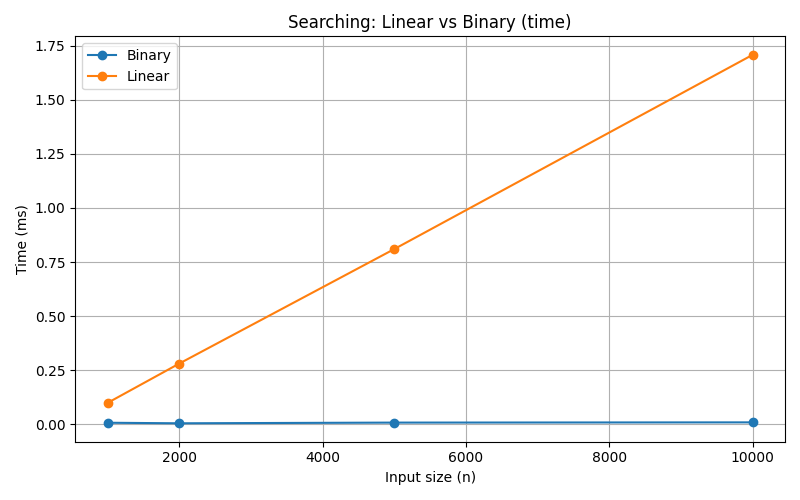 Searching: Linear vs Binary (time)
Binary
Linear
1.75
1.50
1.25
1.00
0.75
0.50
0.25
0.00
Time (ms)
2000 4000 6000 8000 10000
Input size (n)